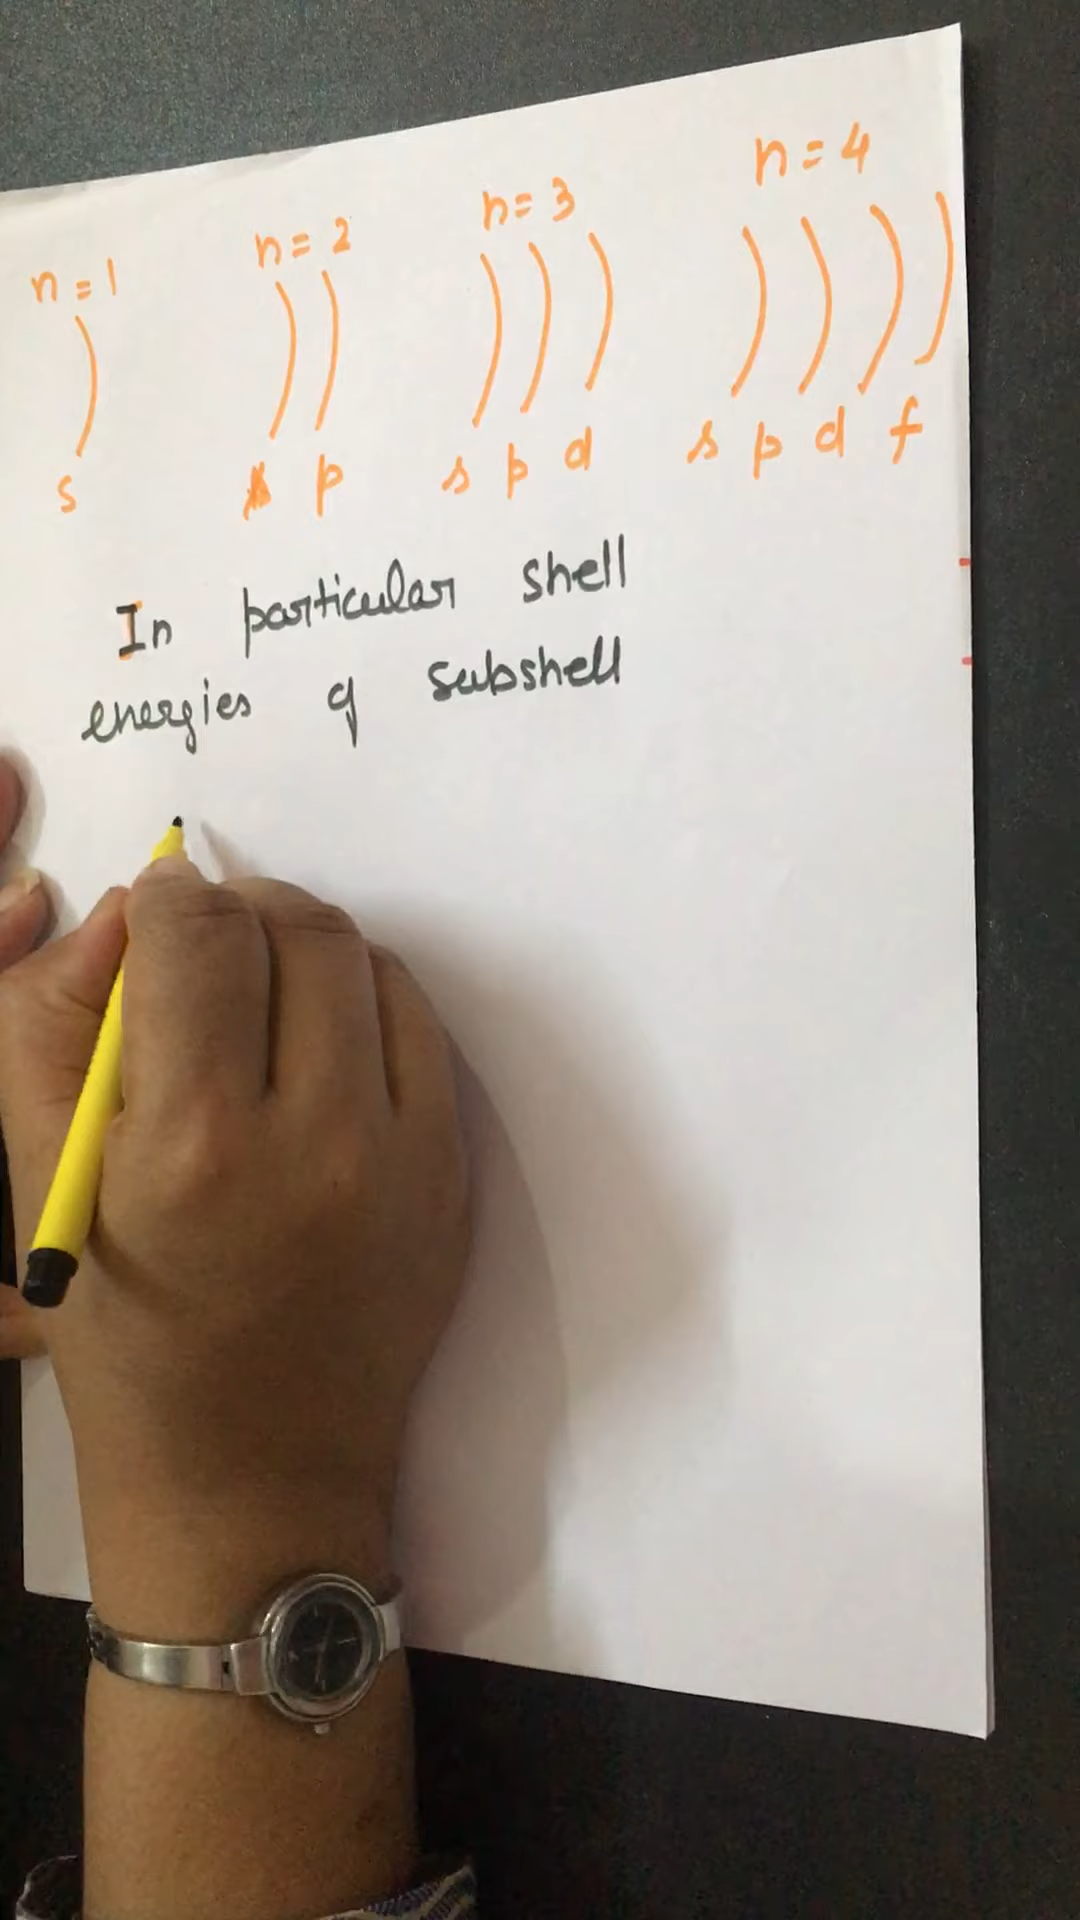 n=1 n=2 n=3 n=4
s s p s p d s p d f
In particular shell
energies of subshell